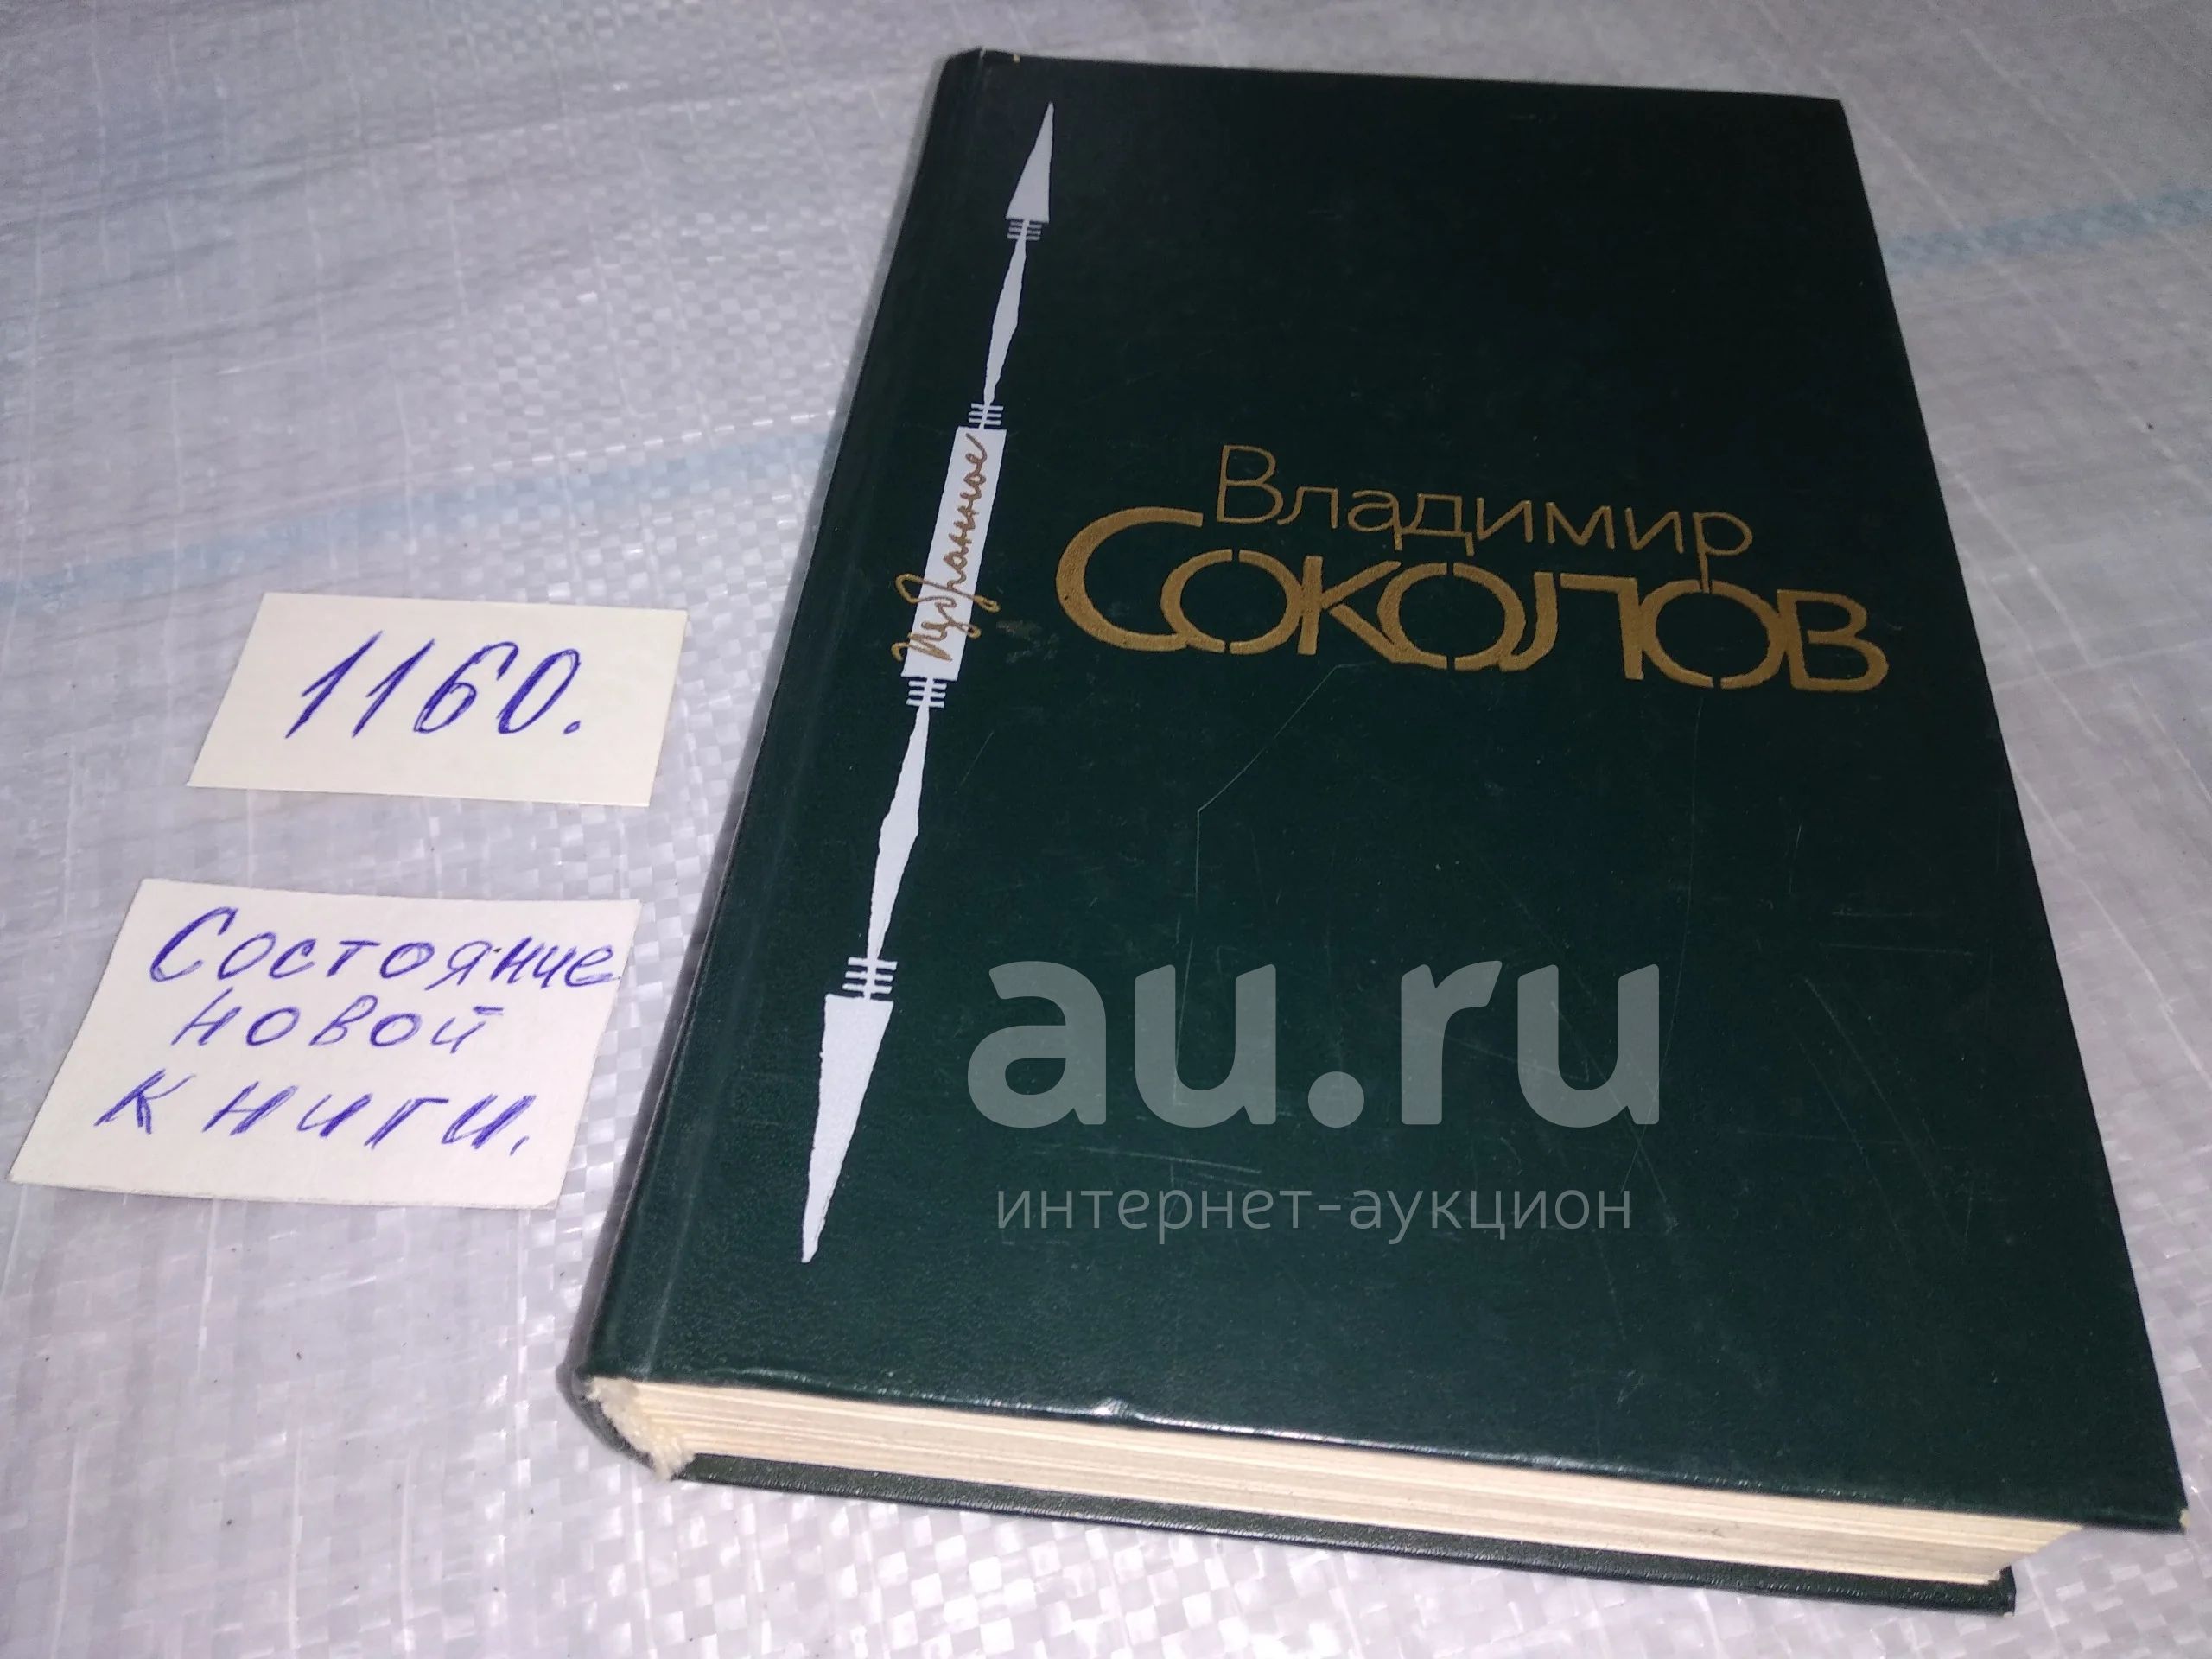 Избранное
Владимир
Соколов
1160.
Состояние
новой
книги.
au.ru
интернет-аукцион